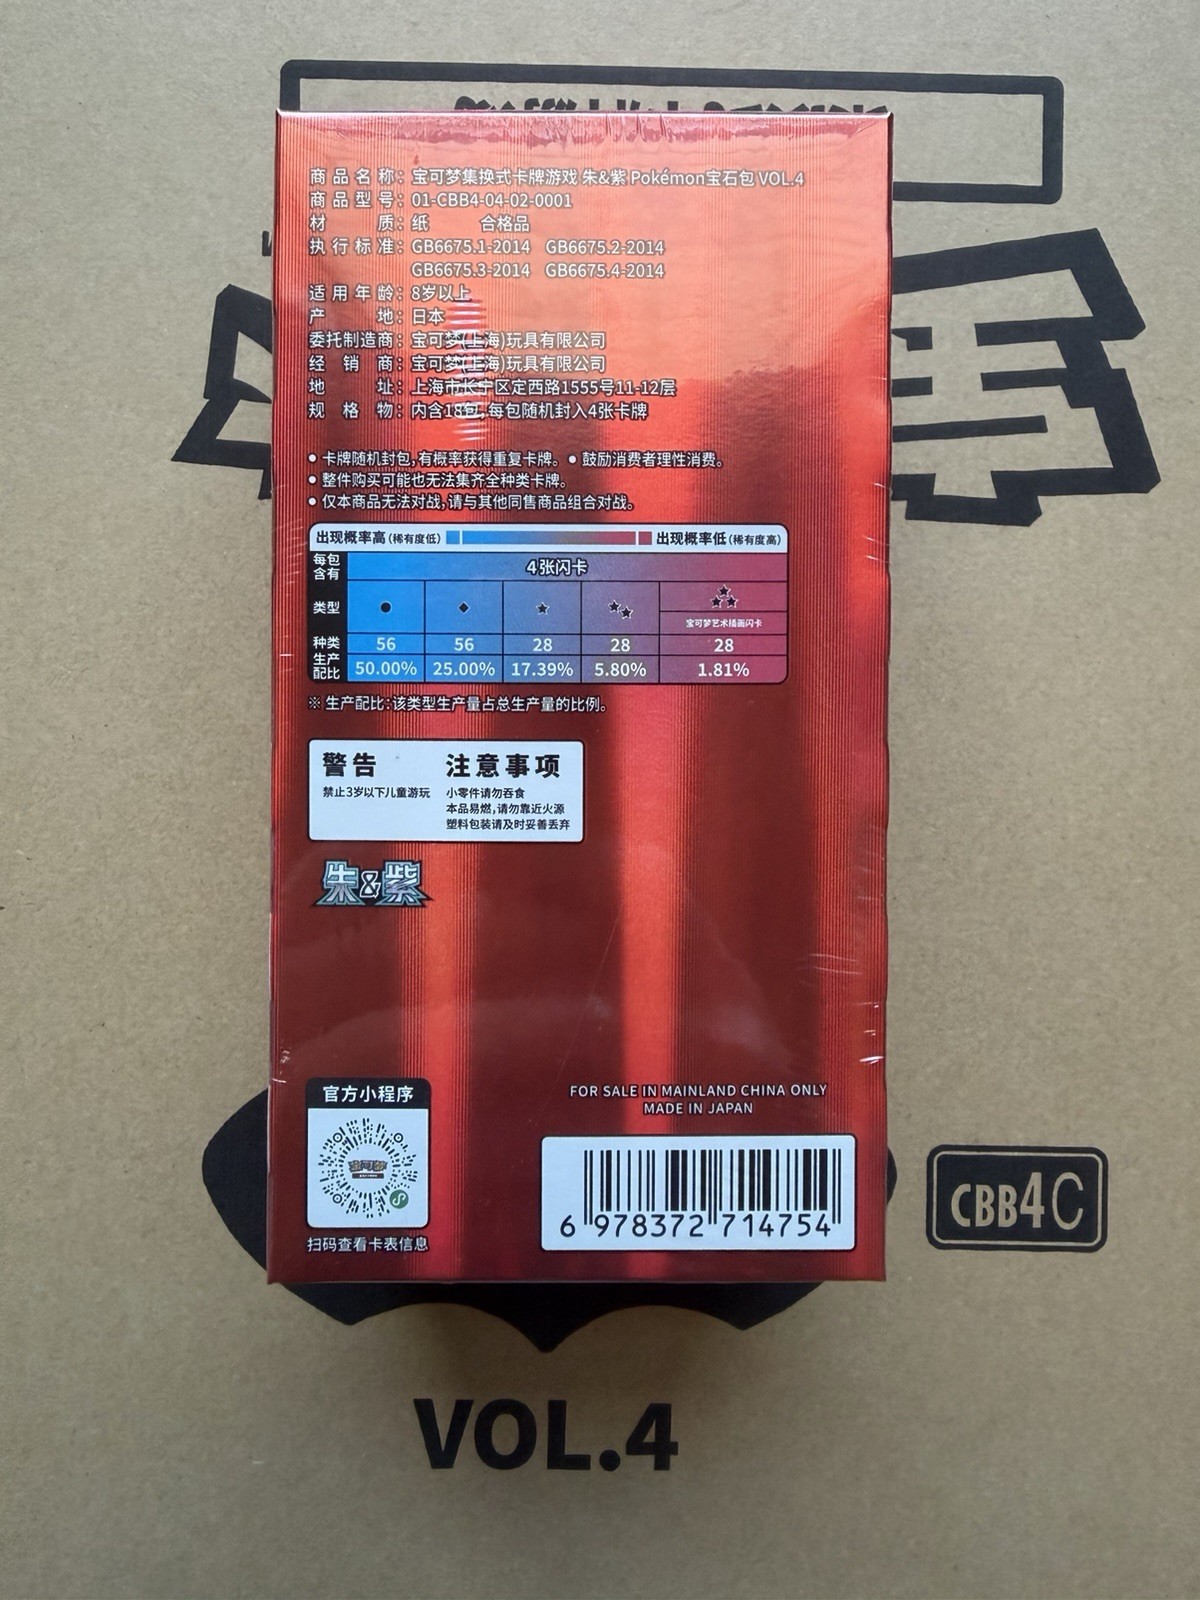 商品名称：宝可梦集换式卡牌游戏 朱&紫 Pokémon宝石包 VOL.4
商品型号：01-CBB4-04-02-0001
材质：纸 合格品
执行标准：GB6675.1-2014 GB6675.2-2014
GB6675.3-2014 GB6675.4-2014
适用年龄：8岁以上
产地：日本
委托制造商：宝可梦(上海)玩具有限公司
经销商：宝可梦(上海)玩具有限公司
地址：上海市长宁区定西路1555号11-12层
规格物：内含18包,每包随机封入4张卡牌
● 卡牌随机封包,有概率获得重复卡牌。 ● 鼓励消费者理性消费。
● 整件购买可能也无法集齐全种类卡牌。
● 仅本商品无法对战,请与其他同售商品组合对战。
出现概率高(稀有度低) 出现概率低(稀有度高)
每包含有 4张闪卡
类型 ● ◆ ★ ★★ ★★★ 宝可梦艺术插画闪卡
种类 56 56 28 28 28
生产配比 50.00% 25.00% 17.39% 5.80% 1.81%
※ 生产配比:该类型生产量占总生产量的比例。
警告 注意事项
禁止3岁以下儿童游玩 小零件请勿吞食
本品易燃,请勿靠近火源
塑料包装请及时妥善丢弃
朱&紫
官方小程序
宝可梦
扫码查看卡表信息
FOR SALE IN MAINLAND CHINA ONLY
MADE IN JAPAN
6 978372 714754
CBB4C
VOL.4